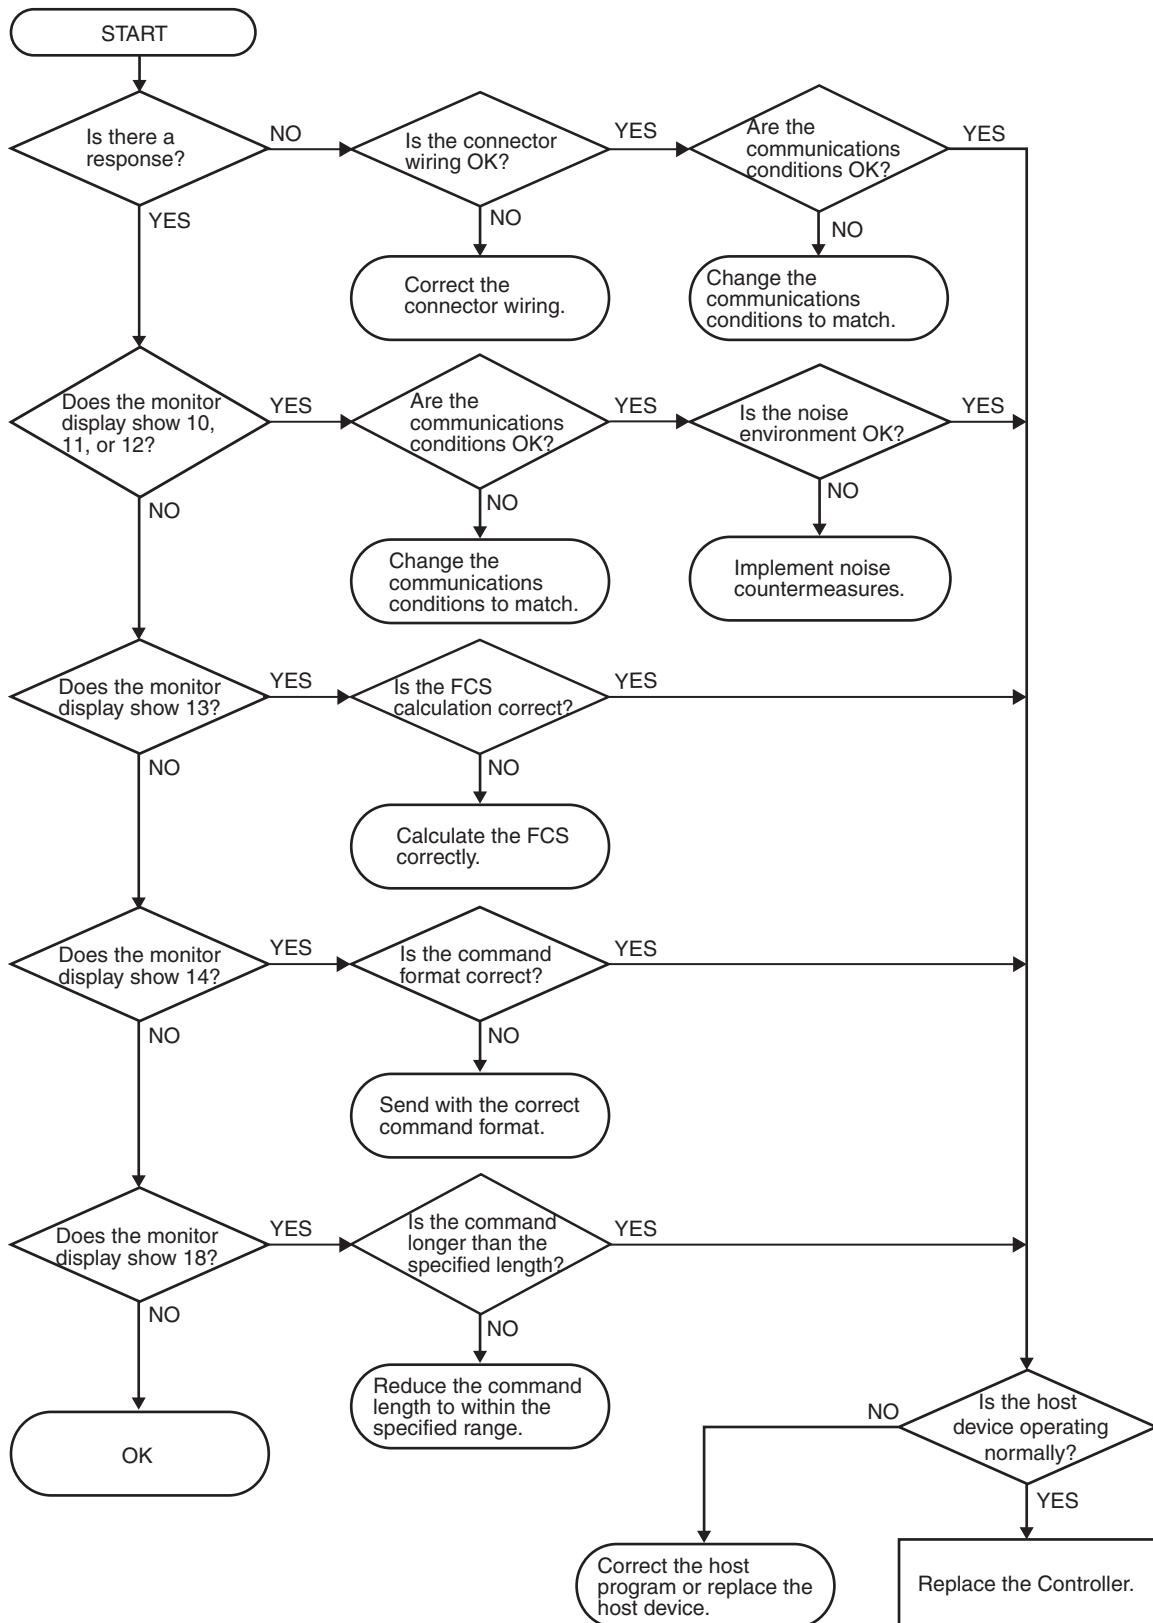 START
Is there a
response?
NO
Is the connector
wiring OK?
YES
Are the
communications
conditions OK?
YES
YES
NO
NO
Correct the
connector wiring.
Change the
communications
conditions to match.
Does the monitor
display show 10,
11, or 12?
YES
Are the
communications
conditions OK?
YES
Is the noise
environment OK?
YES
NO
NO
NO
Change the
communications
conditions to match.
Implement noise
countermeasures.
Does the monitor
display show 13?
YES
Is the FCS
calculation correct?
YES
NO
NO
Calculate the FCS
correctly.
Does the monitor
display show 14?
YES
Is the command
format correct?
YES
NO
NO
Send with the correct
command format.
Does the monitor
display show 18?
YES
Is the command
longer than the
specified length?
YES
NO
NO
Reduce the command
length to within the
specified range.
OK
NO
Is the host
device operating
normally?
YES
Correct the host
program or replace the
host device.
Replace the Controller.